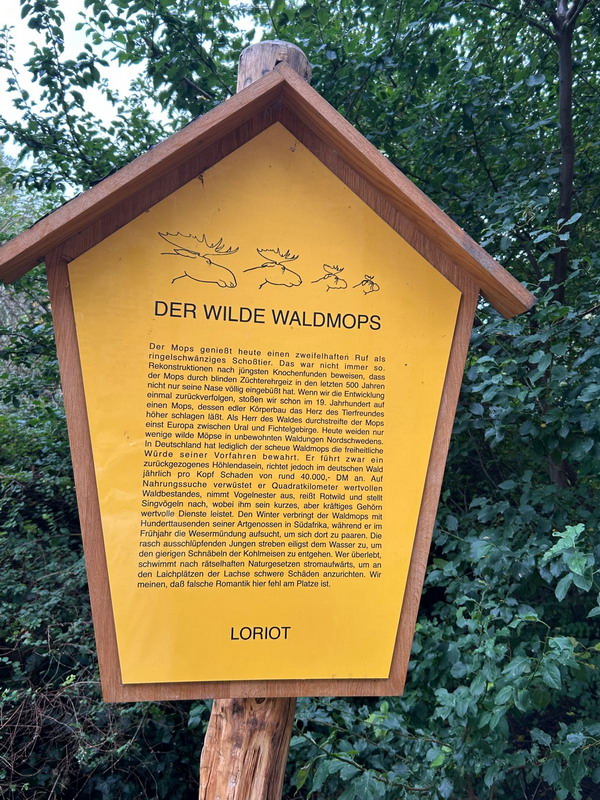 DER WILDE WALDMOPS
Der Mops genießt heute einen zweifelhaften Ruf als
ringelschwänziges Schoßtier. Das war nicht immer so.
Rekonstruktionen nach jüngsten Knochenfunden beweisen, dass
der Mops durch blinden Züchterehrgeiz in den letzten 500 Jahren
nicht nur seine Nase völlig eingebüßt hat. Wenn wir die Entwicklung
einmal zurückverfolgen, stoßen wir schon im 19. Jahrhundert auf
einen Mops, dessen edler Körperbau das Herz des Tierfreundes
höher schlagen läßt. Als Herr des Waldes durchstreifte der Mops
einst Europa zwischen Ural und Fichtelgebirge. Heute weiden nur
wenige wilde Möpse in unbewohnten Waldungen Nordschwedens.
In Deutschland hat lediglich der scheue Waldmops die freiheitliche
Würde seiner Vorfahren bewahrt. Er führt zwar ein
zurückgezogenes Höhlendasein, richtet jedoch im deutschen Wald
jährlich pro Kopf Schaden von rund 40.000,- DM an. Auf
Nahrungssuche verwüstet er Quadratkilometer wertvollen
Waldbestandes, nimmt Vogelnester aus, reißt Rotwild und stellt
Singvögeln nach, wobei ihm sein kurzes, aber kräftiges Gehörn
wertvolle Dienste leistet. Den Winter verbringt der Waldmops mit
Hunderttausenden seiner Artgenossen in Südafrika, während er im
Frühjahr die Wesermündung aufsucht, um sich dort zu paaren. Die
rasch ausschlüpfenden Jungen streben eiligst dem Wasser zu, um
den gierigen Schnäbeln der Kohlmeisen zu entgehen. Wer überlebt,
schwimmt nach rätselhaften Naturgesetzen stromaufwärts, um an
den Laichplätzen der Lachse schwere Schäden anzurichten. Wir
meinen, daß falsche Romantik hier fehl am Platze ist.
LORIOT